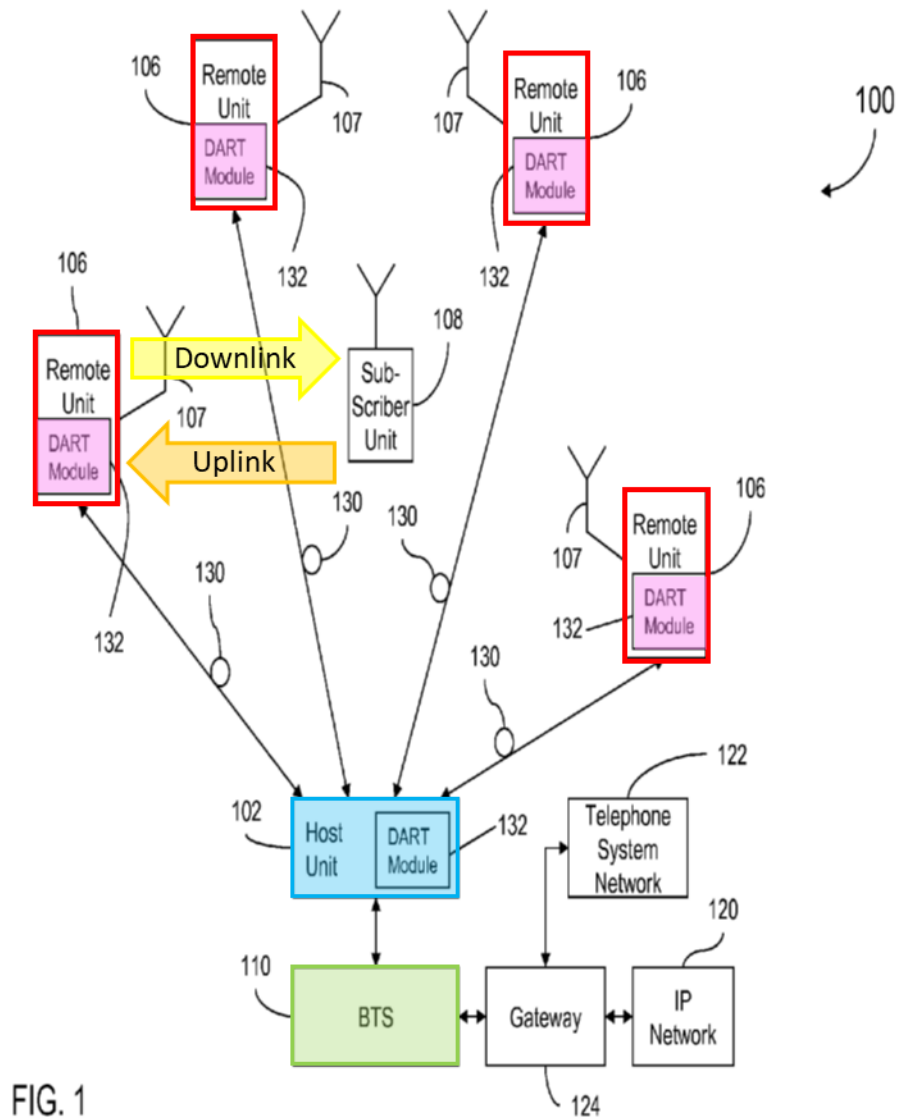 106
Remote
Unit
DART
Module
107
132
107
Remote
Unit
DART
Module
106
132
100
106
Remote
Unit
DART
Module
107
132
Downlink
Uplink
108
Sub-
Scriber
Unit
130
130
130
130
107
Remote
Unit
106
DART
Module
132
102
Host
Unit
DART
Module
132
122
Telephone
System
Network
110
BTS
Gateway
124
120
IP
Network
FIG. 1